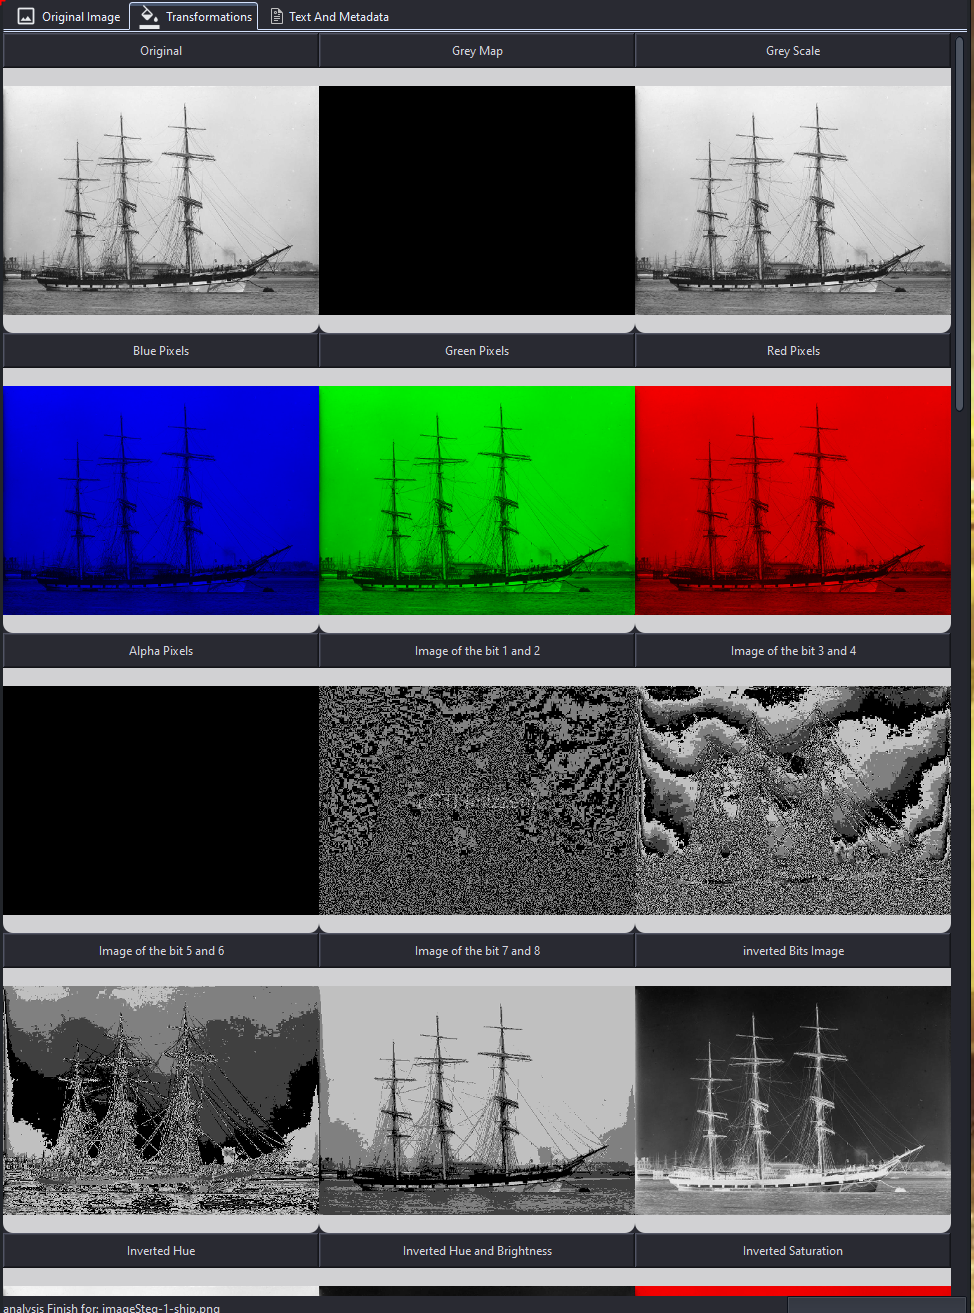 Original Image Transformations Text And Metadata
Original Grey Map Grey Scale
Blue Pixels Green Pixels Red Pixels
Alpha Pixels Image of the bit 1 and 2 Image of the bit 3 and 4
Image of the bit 5 and 6 Image of the bit 7 and 8 inverted Bits Image
Inverted Hue Inverted Hue and Brightness Inverted Saturation
analysis Finish for: imageSteg-1-ship.png